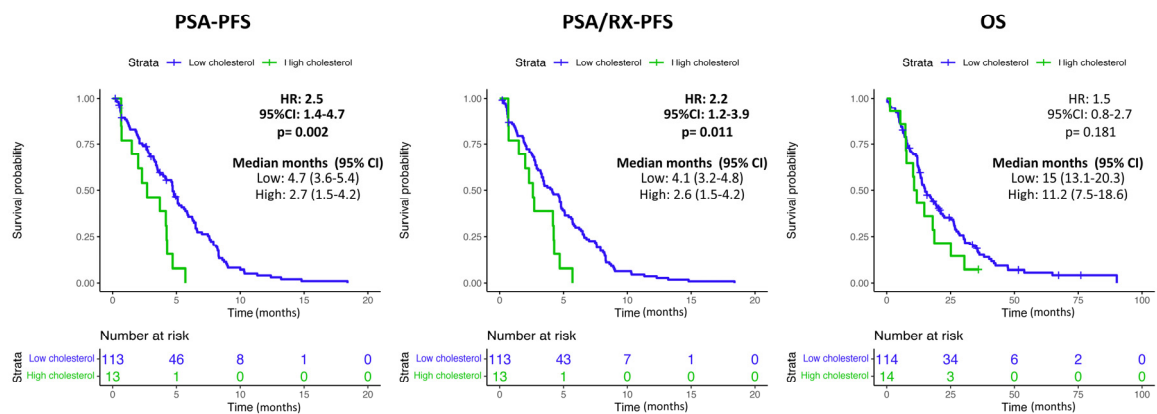 PSA-PFS
Strata Low cholesterol High cholesterol
HR: 2.5
95%CI: 1.4-4.7
p= 0.002
Median months (95% CI)
Low: 4.7 (3.6-5.4)
High: 2.7 (1.5-4.2)
Survival probability
1.00
0.75
0.50
0.25
0.00
0 5 10 15 20
Time (months)
Number at risk
Strata
Low cholesterol 113 46 8 1 0
High cholesterol 13 1 0 0 0
0 5 10 15 20
Time (months)
PSA/RX-PFS
Strata Low cholesterol High cholesterol
HR: 2.2
95%CI: 1.2-3.9
p= 0.011
Median months (95% CI)
Low: 4.1 (3.2-4.8)
High: 2.6 (1.5-4.2)
Survival probability
1.00
0.75
0.50
0.25
0.00
0 5 10 15 20
Time (months)
Number at risk
Strata
Low cholesterol 113 43 7 1 0
High cholesterol 13 1 0 0 0
0 5 10 15 20
Time (months)
OS
Strata Low cholesterol High cholesterol
HR: 1.5
95%CI: 0.8-2.7
p= 0.181
Median months (95% CI)
Low: 15 (13.1-20.3)
High: 11.2 (7.5-18.6)
Survival probability
1.00
0.75
0.50
0.25
0.00
0 25 50 75 100
Time (months)
Number at risk
Strata
Low cholesterol 114 34 6 2 0
High cholesterol 14 3 0 0 0
0 25 50 75 100
Time (months)